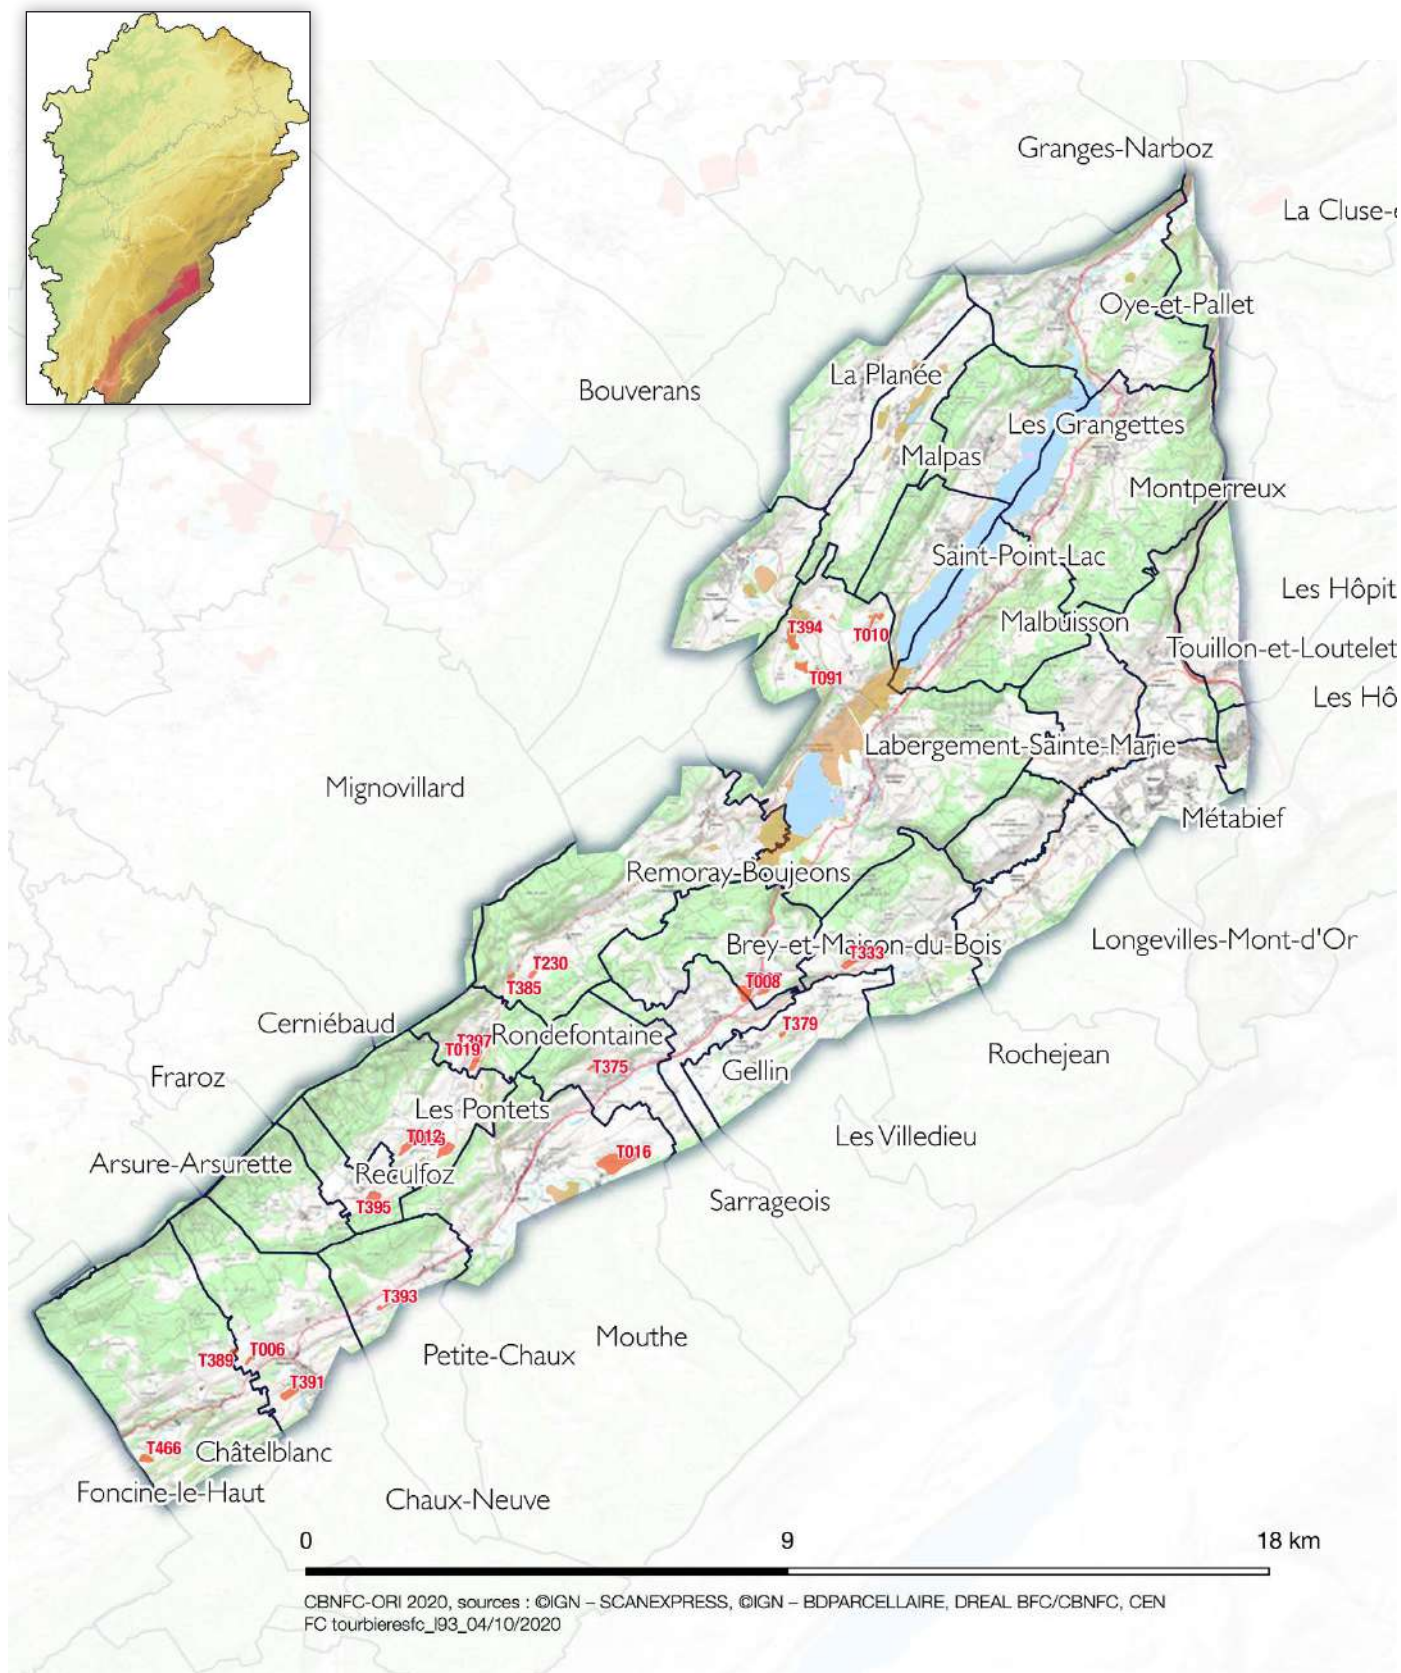 Granges-Narboz
La Cluse-e
Oye-et-Pallet
La Planée
Bouverans
Les Grangettes
Malpas
Montperreux
Saint-Point-Lac
Les Hôpit
Malbuisson
T394
T010
Touillon-et-Loutelet
T091
Les Hô
Labergement-Sainte-Marie
Mignovillard
Métabief
Remoray-Boujeons
Brey-et-Maison-du-Bois
Longevilles-Mont-d'Or
T333
T230
T008
T385
Cerniébaud
T379
Rondefontaine
T397
T019
Rochejean
T375
Gellin
Fraroz
Les Pontets
T012
Les Villedieu
T016
Arsure-Arsurette
Reculfoz
Sarrageois
T395
T393
Mouthe
T006
Petite-Chaux
T389
T391
T466
Châtelblanc
Foncine-le-Haut
Chaux-Neuve
0 9 18 km
CBNFC-ORI 2020, sources : ©IGN – SCANEXPRESS, ©IGN – BDPARCELLAIRE, DREAL BFC/CBNFC, CEN
FC tourbieresfc_l93_04/10/2020